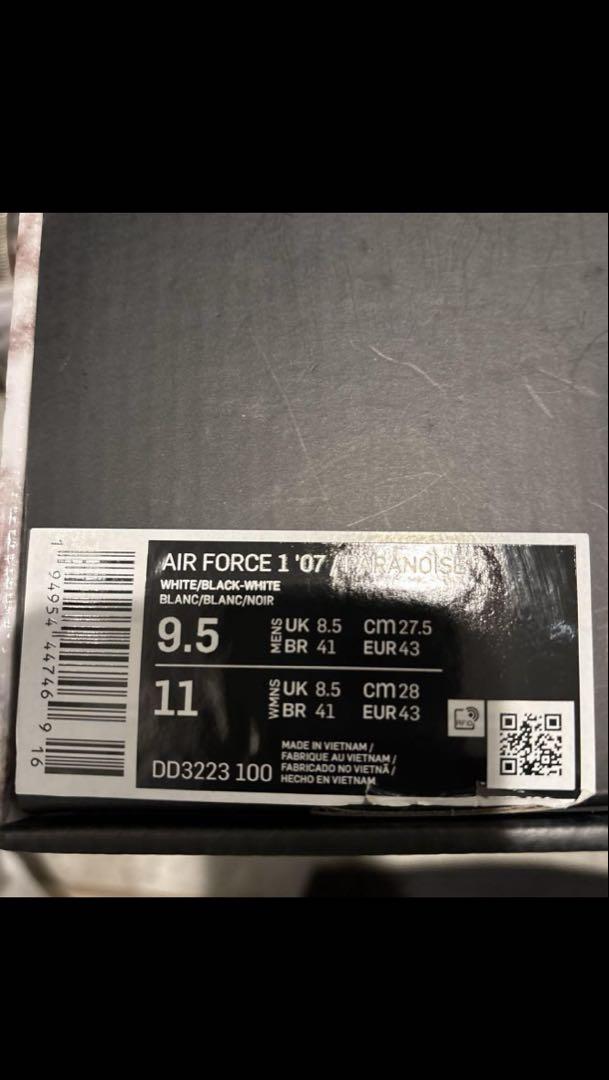 AIR FORCE 1 '07 / PARANOISE
WHITE/BLACK-WHITE
BLANC/BLANC/NOIR
9.5 MENS UK 8.5 cm 27.5
BR 41 EUR 43
11 WMNS UK 8.5 cm 28
BR 41 EUR 43
RFID
DD3223 100
MADE IN VIETNAM /
FABRIQUE AU VIETNAM /
FABRICADO NO VIETNÃ /
HECHO EN VIETNAM
1 94954 44746 9 16